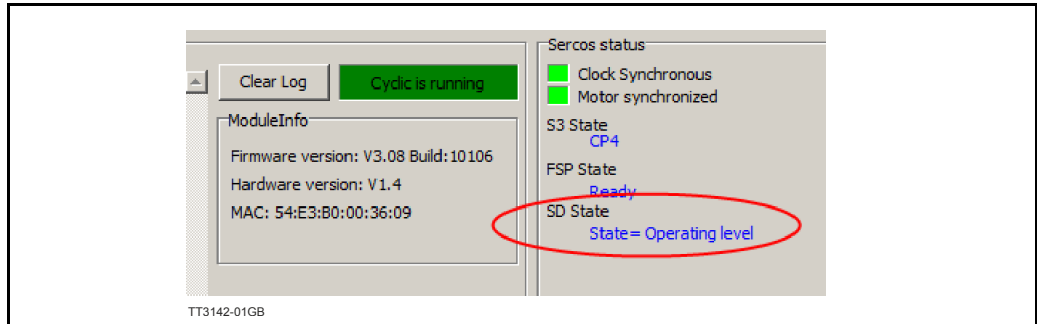 Clear Log
Cyclic is running
ModuleInfo
Firmware version: V3.08 Build:10106
Hardware version: V1.4
MAC: 54:E3:B0:00:36:09
Sercos status
Clock Synchronous
Motor synchronized
S3 State
CP4
FSP State
Ready
SD State
State= Operating level
TT3142-01GB